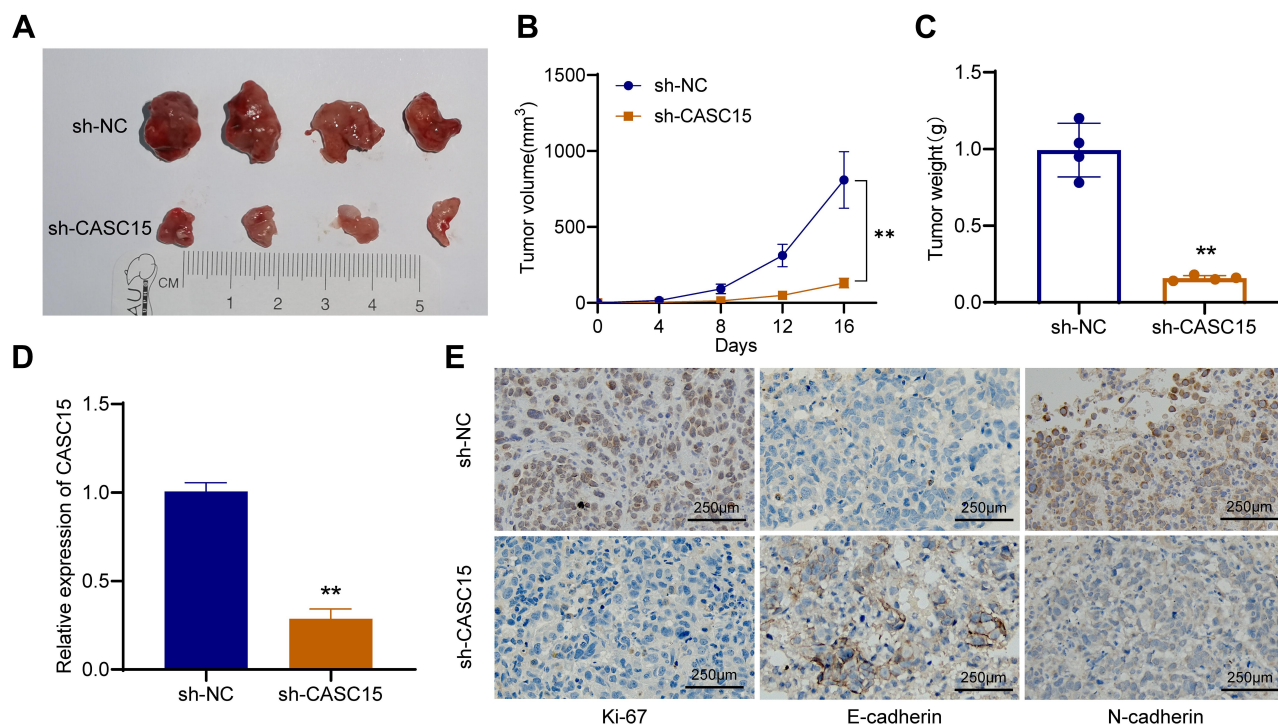 A
sh-NC
sh-CASC15
CM
1 2 3 4 5
B
Tumor volume(mm³)
1500
1000
500
0
sh-NC
sh-CASC15
**
0 4 8 12 16
Days
C
Tumor weight(g)
1.5
1.0
0.5
0.0
**
sh-NC sh-CASC15
D
Relative expression of CASC15
1.5
1.0
0.5
0.0
**
sh-NC sh-CASC15
E
sh-NC
250μm 250μm 250μm
sh-CASC15
250μm 250μm 250μm
Ki-67 E-cadherin N-cadherin